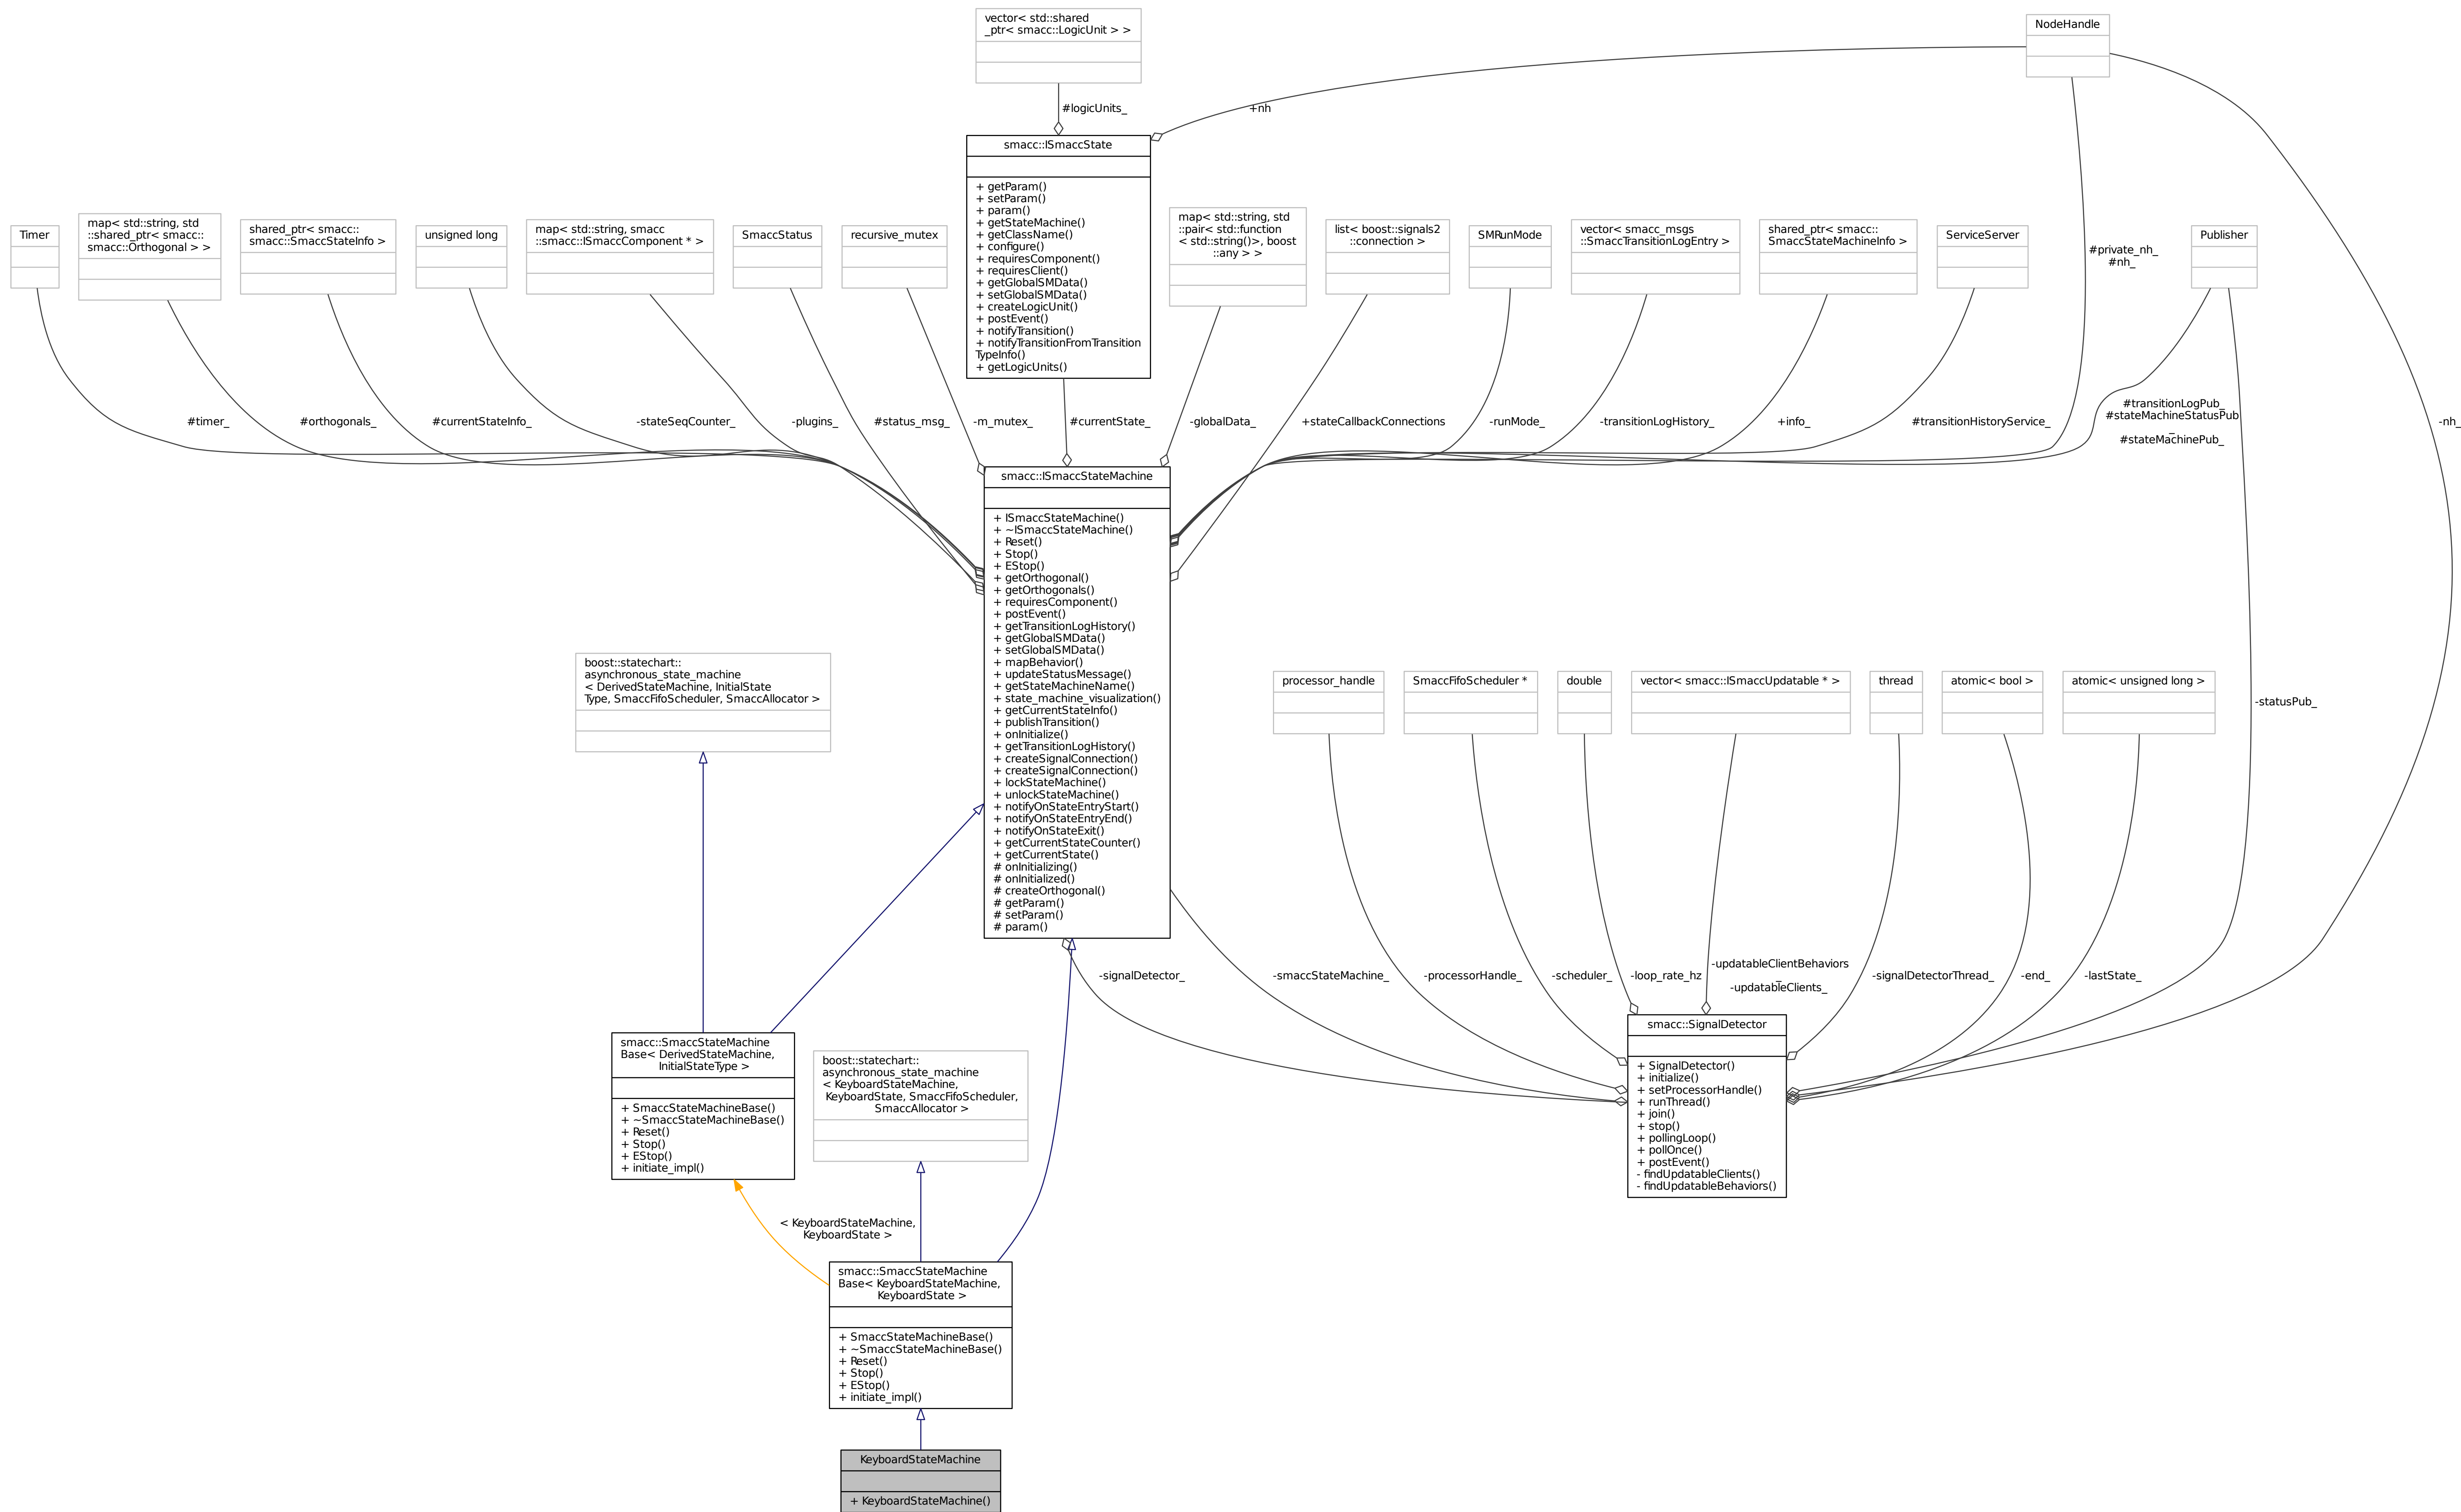 vector< std::shared
_ptr< smacc::LogicUnit > >
NodeHandle
#logicUnits_
+nh
smacc::ISmaccState
+ getParam()
+ setParam()
+ param()
+ getStateMachine()
+ getClassName()
+ configure()
+ requiresComponent()
+ requiresClient()
+ getGlobalSMData()
+ setGlobalSMData()
+ createLogicUnit()
+ postEvent()
+ notifyTransition()
+ notifyTransitionFromTransition
TypeInfo()
+ getLogicUnits()
Timer
map< std::string, std
::shared_ptr< smacc::
smacc::Orthogonal > >
shared_ptr< smacc::
smacc::SmaccStateInfo >
unsigned long
map< std::string, smacc
::smacc::ISmaccComponent * >
SmaccStatus
recursive_mutex
map< std::string, std
::pair< std::function
< std::string()>, boost
::any > >
list< boost::signals2
::connection >
SMRunMode
vector< smacc_msgs
::SmaccTransitionLogEntry >
shared_ptr< smacc::
SmaccStateMachineInfo >
ServiceServer
#private_nh_
#nh_
Publisher
#timer_
#orthogonals_
#currentStateInfo_
-stateSeqCounter_
-plugins_
#status_msg_
-m_mutex_
#currentState_
-globalData_
+stateCallbackConnections
-runMode_
-transitionLogHistory_
+info_
#transitionHistoryService_
#transitionLogPub_
#stateMachineStatusPub
_
#stateMachinePub_
-nh_
smacc::ISmaccStateMachine
+ ISmaccStateMachine()
+ ~ISmaccStateMachine()
+ Reset()
+ Stop()
+ EStop()
+ getOrthogonal()
+ getOrthogonals()
+ requiresComponent()
+ postEvent()
+ getTransitionLogHistory()
+ getGlobalSMData()
+ setGlobalSMData()
+ mapBehavior()
+ updateStatusMessage()
+ getStateMachineName()
+ state_machine_visualization()
+ getCurrentStateInfo()
+ publishTransition()
+ onInitialize()
+ getTransitionLogHistory()
+ createSignalConnection()
+ createSignalConnection()
+ lockStateMachine()
+ unlockStateMachine()
+ notifyOnStateEntryStart()
+ notifyOnStateEntryEnd()
+ notifyOnStateExit()
+ getCurrentStateCounter()
+ getCurrentState()
# onInitializing()
# onInitialized()
# createOrthogonal()
# getParam()
# setParam()
# param()
boost::statechart::
asynchronous_state_machine
< DerivedStateMachine, InitialState
Type, SmaccFifoScheduler, SmaccAllocator >
processor_handle
SmaccFifoScheduler *
double
vector< smacc::ISmaccUpdatable * >
thread
atomic< bool >
atomic< unsigned long >
-statusPub_
-signalDetector_
-smaccStateMachine_
-processorHandle_
-scheduler_
-loop_rate_hz
-updatableClientBehaviors
_
-updatableClients_
-signalDetectorThread_
-end_
-lastState_
smacc::SignalDetector
+ SignalDetector()
+ initialize()
+ setProcessorHandle()
+ runThread()
+ join()
+ stop()
+ pollingLoop()
+ pollOnce()
+ postEvent()
- findUpdatableClients()
- findUpdatableBehaviors()
smacc::SmaccStateMachine
Base< DerivedStateMachine,
InitialStateType >
+ SmaccStateMachineBase()
+ ~SmaccStateMachineBase()
+ Reset()
+ Stop()
+ EStop()
+ initiate_impl()
boost::statechart::
asynchronous_state_machine
< KeyboardStateMachine,
KeyboardState, SmaccFifoScheduler,
SmaccAllocator >
< KeyboardStateMachine,
KeyboardState >
smacc::SmaccStateMachine
Base< KeyboardStateMachine,
KeyboardState >
+ SmaccStateMachineBase()
+ ~SmaccStateMachineBase()
+ Reset()
+ Stop()
+ EStop()
+ initiate_impl()
KeyboardStateMachine
+ KeyboardStateMachine()